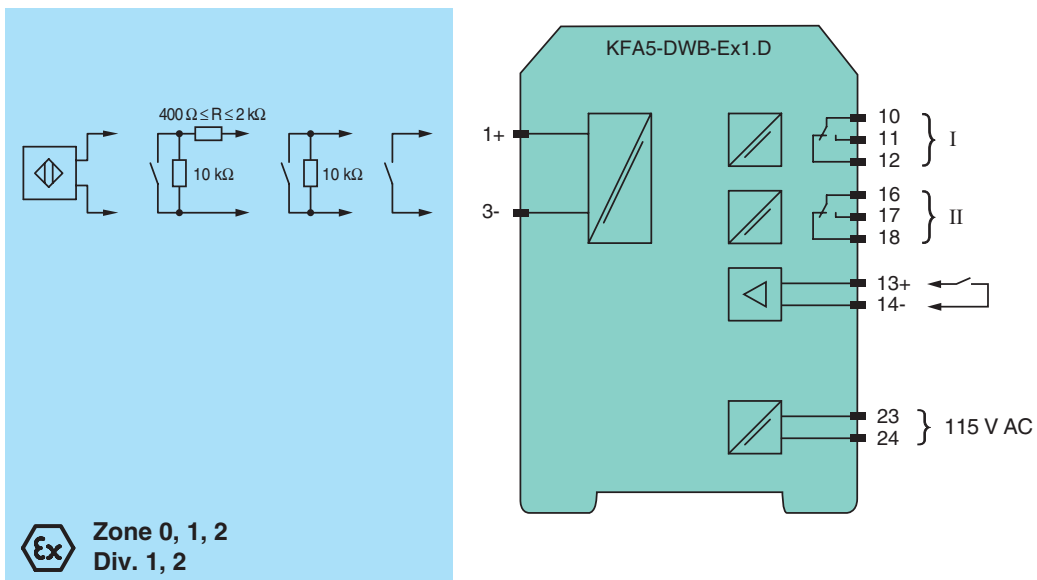 KFA5-DWB-Ex1.D
400 Ω ≤ R ≤ 2 kΩ
10 kΩ
10 kΩ
1+
3-
10
11
12
I
16
17
18
II
13+
14-
23
24
115 V AC
Ex
Zone 0, 1, 2
Div. 1, 2